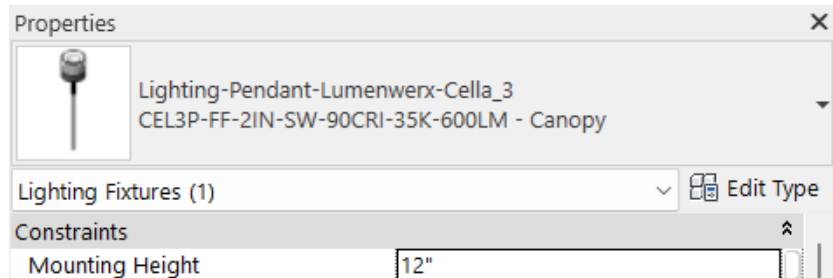 Properties
Lighting-Pendant-Lumenwerx-Cella_3
CEL3P-FF-2IN-SW-90CRI-35K-600LM - Canopy
Lighting Fixtures (1)
Edit Type
Constraints
Mounting Height 12"